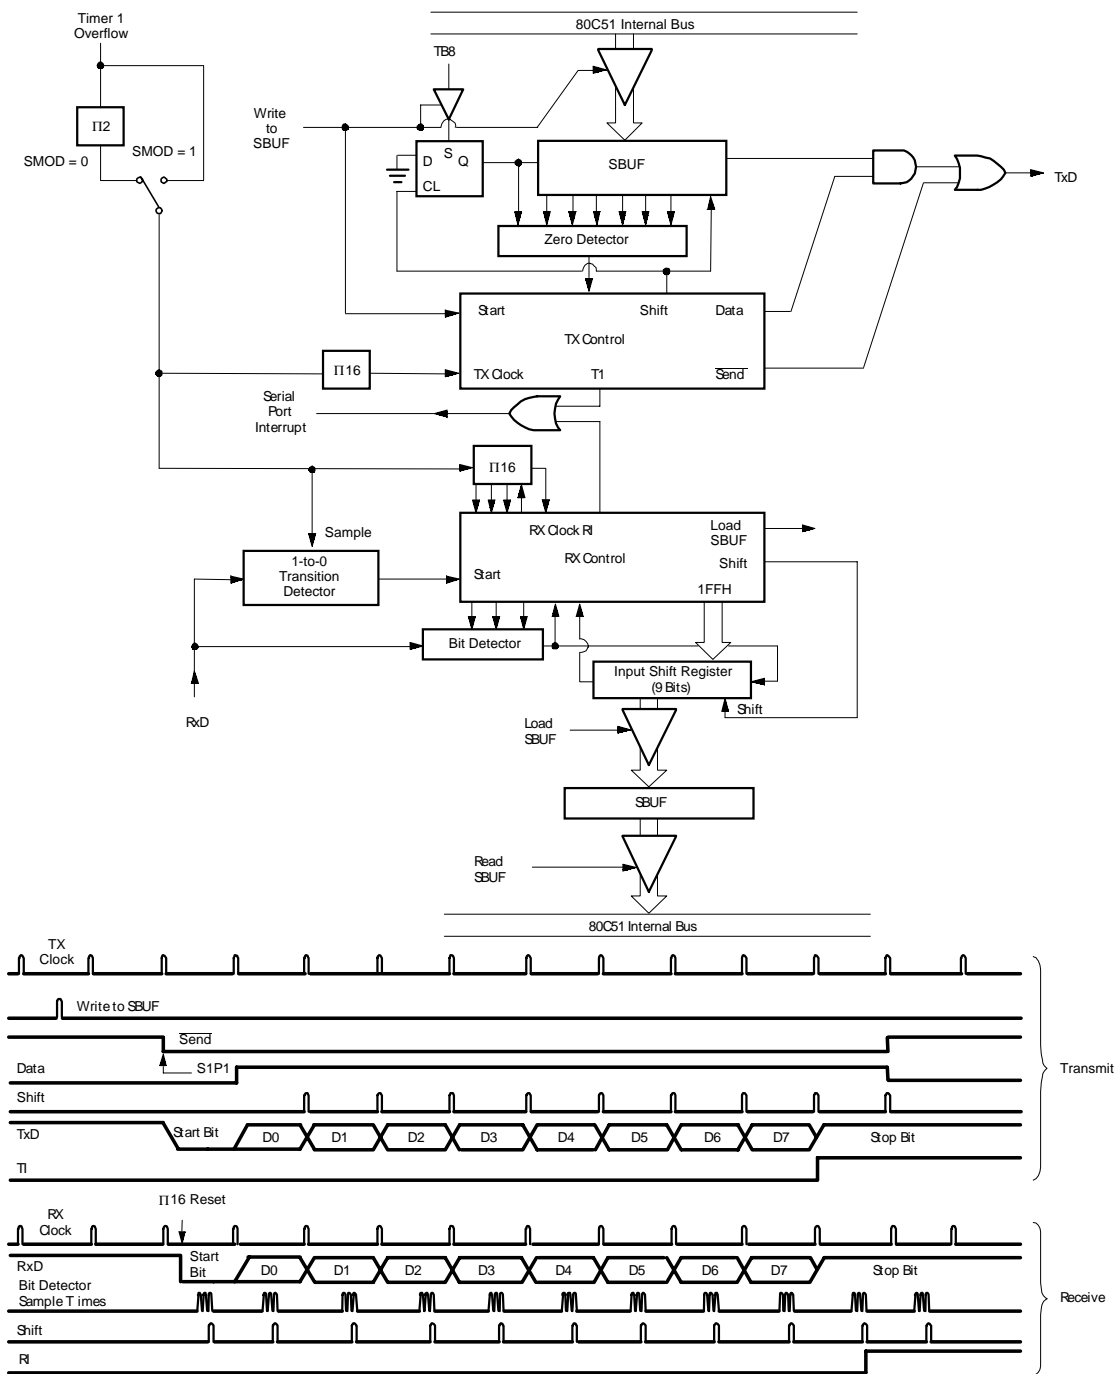 Timer 1
Overflow
80C51 Internal Bus
TB8
Write
to
SBUF
Π2
SMOD = 0
SMOD = 1
D
S
Q
CL
SBUF
TxD
Zero Detector
Start
Shift
Data
TX Control
Π16
TX Clock
T1
Send
Serial
Port
Interrupt
Π16
Sample
RX Clock RI
Load
SBUF
1-to-0
Transition
Detector
Start
RX Control
Shift
1FFH
Bit Detector
Input Shift Register
(9 Bits)
RxD
Load
SBUF
Shift
SBUF
Read
SBUF
80C51 Internal Bus
TX
Clock
Write to SBUF
Send
Data
S1P1
Transmit
Shift
TxD
Start Bit
D0
D1
D2
D3
D4
D5
D6
D7
Stop Bit
TI
Π16 Reset
RX
Clock
RxD
Start
Bit
D0
D1
D2
D3
D4
D5
D6
D7
Stop Bit
Bit Detector
Sample Times
Receive
Shift
RI